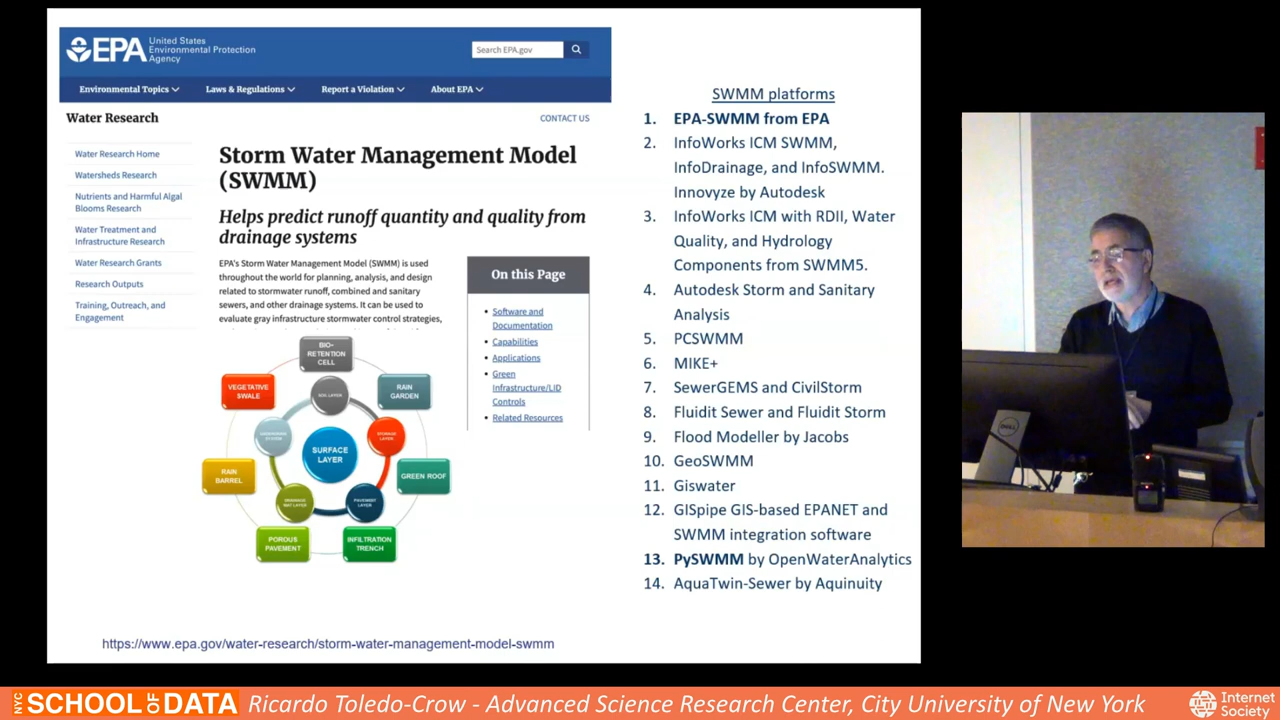 EPA
United States
Environmental Protection
Agency
Search EPA.gov
Environmental Topics
Laws & Regulations
Report a Violation
About EPA
Water Research
CONTACT US
Water Research Home
Watersheds Research
Nutrients and Harmful Algal
Blooms Research
Water Treatment and
Infrastructure Research
Water Research Grants
Research Outputs
Training, Outreach, and
Engagement
Storm Water Management Model
(SWMM)
Helps predict runoff quantity and quality from
drainage systems
EPA's Storm Water Management Model (SWMM) is used
throughout the world for planning, analysis, and design
related to stormwater runoff, combined and sanitary
sewers, and other drainage systems. It can be used to
evaluate gray infrastructure stormwater control strategies,
On this Page
• Software and
Documentation
• Capabilities
• Applications
• Green
Infrastructure/LID
Controls
• Related Resources
BIO-
RETENTION
CELL
VEGETATIVE
SWALE
SOIL LAYER
RAIN
GARDEN
STORAGE
LAYER
SURFACE
LAYER
RAIN
BARREL
GREEN ROOF
PAVEMENT
LAYER
POROUS
PAVEMENT
INFILTRATION
TRENCH
https://www.epa.gov/water-research/storm-water-management-model-swmm
SWMM platforms
1. EPA-SWMM from EPA
2. InfoWorks ICM SWMM,
InfoDrainage, and InfoSWMM.
Innovyze by Autodesk
3. InfoWorks ICM with RDII, Water
Quality, and Hydrology
Components from SWMM5.
4. Autodesk Storm and Sanitary
Analysis
5. PCSWMM
6. MIKE+
7. SewerGEMS and CivilStorm
8. Fluidit Sewer and Fluidit Storm
9. Flood Modeller by Jacobs
10. GeoSWMM
11. Giswater
12. GISpipe GIS-based EPANET and
SWMM integration software
13. PySWMM by OpenWaterAnalytics
14. AquaTwin-Sewer by Aquinuity
DELL
NYC SCHOOL OF DATA
Ricardo Toledo-Crow - Advanced Science Research Center, City University of New York
Internet
Society